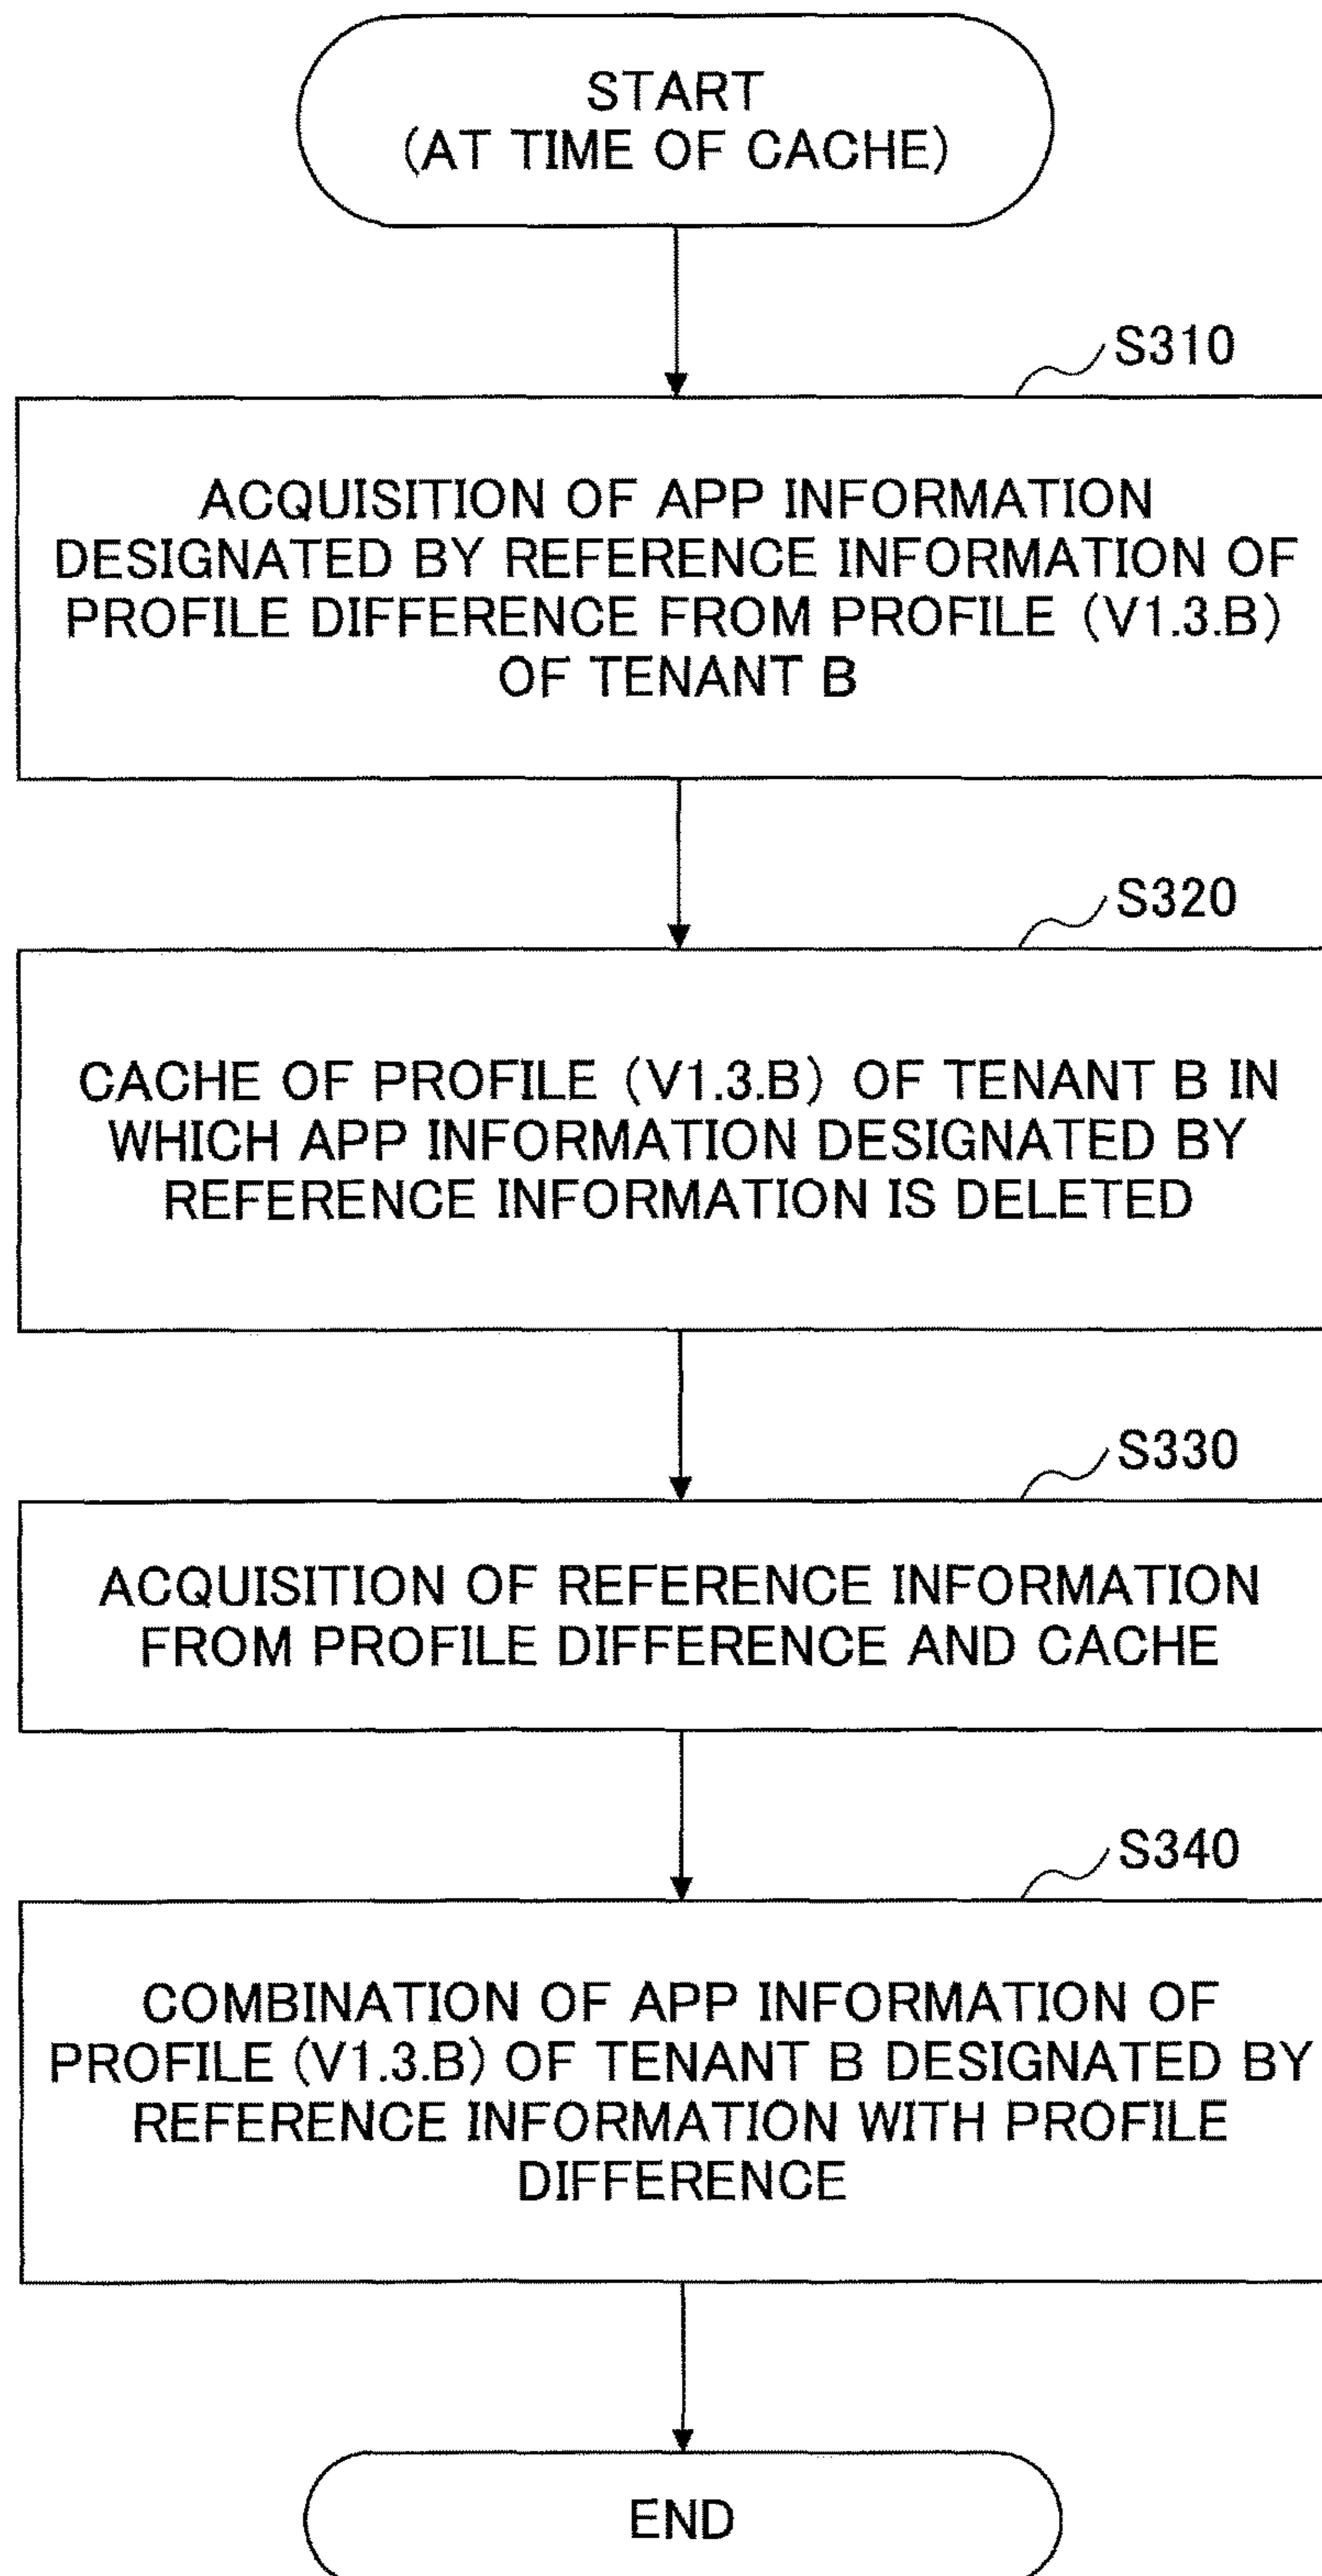 START
(AT TIME OF CACHE)
S310
ACQUISITION OF APP INFORMATION
DESIGNATED BY REFERENCE INFORMATION OF
PROFILE DIFFERENCE FROM PROFILE (V1.3.B)
OF TENANT B
S320
CACHE OF PROFILE (V1.3.B) OF TENANT B IN
WHICH APP INFORMATION DESIGNATED BY
REFERENCE INFORMATION IS DELETED
S330
ACQUISITION OF REFERENCE INFORMATION
FROM PROFILE DIFFERENCE AND CACHE
S340
COMBINATION OF APP INFORMATION OF
PROFILE (V1.3.B) OF TENANT B DESIGNATED BY
REFERENCE INFORMATION WITH PROFILE
DIFFERENCE
END